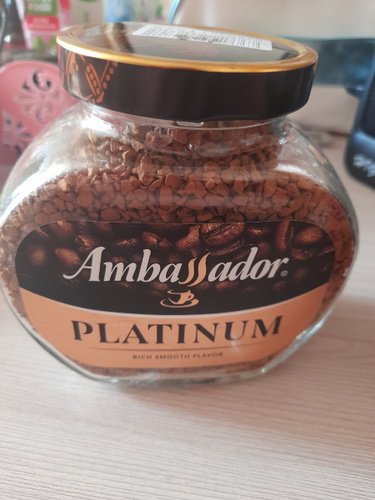 Ambassador®
PLATINUM
RICH SMOOTH FLAVOR